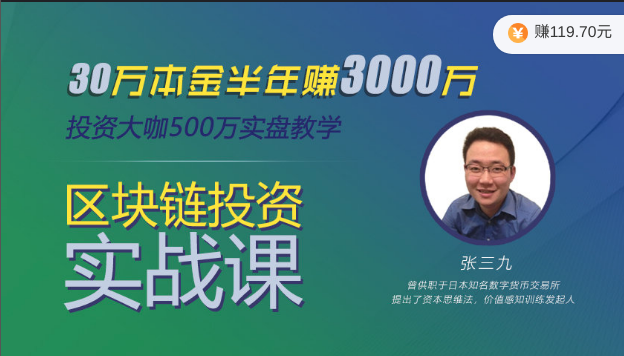 ¥ 赚119.70元
30万本金半年赚3000万
投资大咖500万实盘教学
区块链投资
实战课
张三九
曾供职于日本知名数字货币交易所
提出了资本思维法，价值感知训练发起人